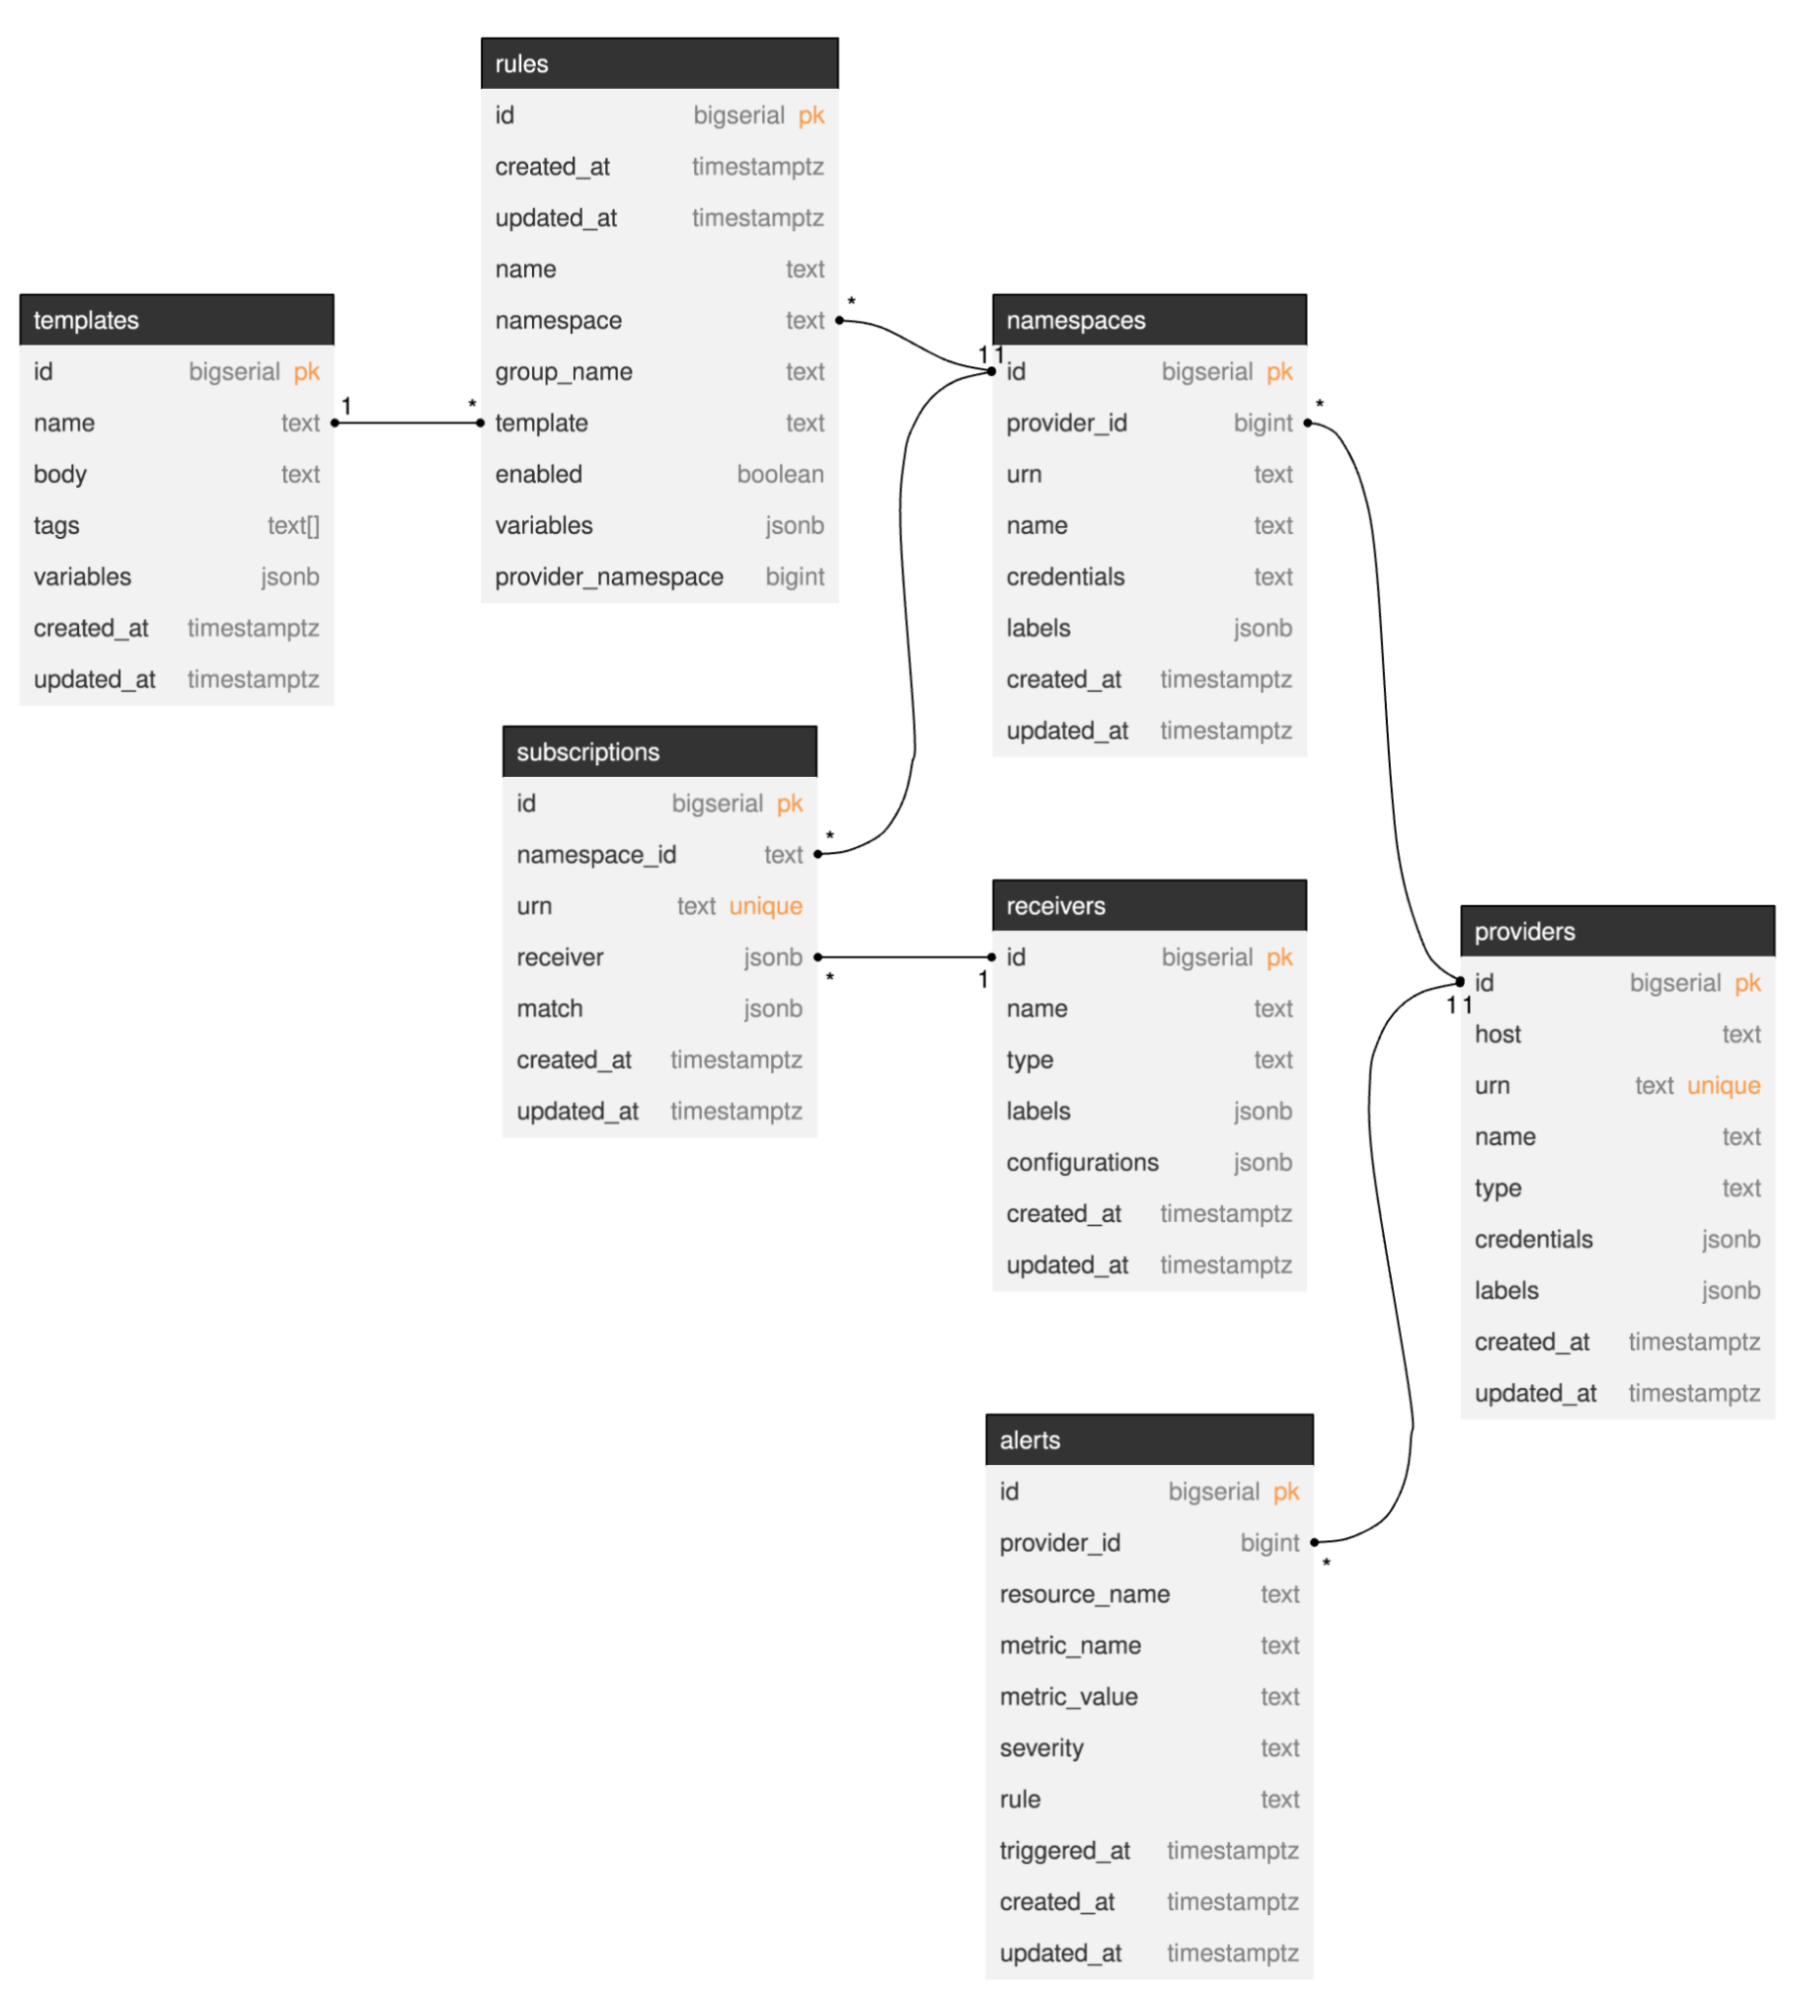 rules
id bigserial pk
created_at timestamptz
updated_at timestamptz
name text
namespace text
group_name text
template text
enabled boolean
variables jsonb
provider_namespace bigint
templates
id bigserial pk
name text
body text
tags text[]
variables jsonb
created_at timestamptz
updated_at timestamptz
1 *
*
namespaces
1 1
id bigserial pk
provider_id bigint
urn text
name text
credentials text
labels jsonb
created_at timestamptz
updated_at timestamptz
*
subscriptions
id bigserial pk
namespace_id text
urn text unique
receiver jsonb
match jsonb
created_at timestamptz
updated_at timestamptz
*
* 1
receivers
id bigserial pk
name text
type text
labels jsonb
configurations jsonb
created_at timestamptz
updated_at timestamptz
providers
id bigserial pk
1 1
host text
urn text unique
name text
type text
credentials jsonb
labels jsonb
created_at timestamptz
updated_at timestamptz
alerts
id bigserial pk
provider_id bigint
*
resource_name text
metric_name text
metric_value text
severity text
rule text
triggered_at timestamptz
created_at timestamptz
updated_at timestamptz